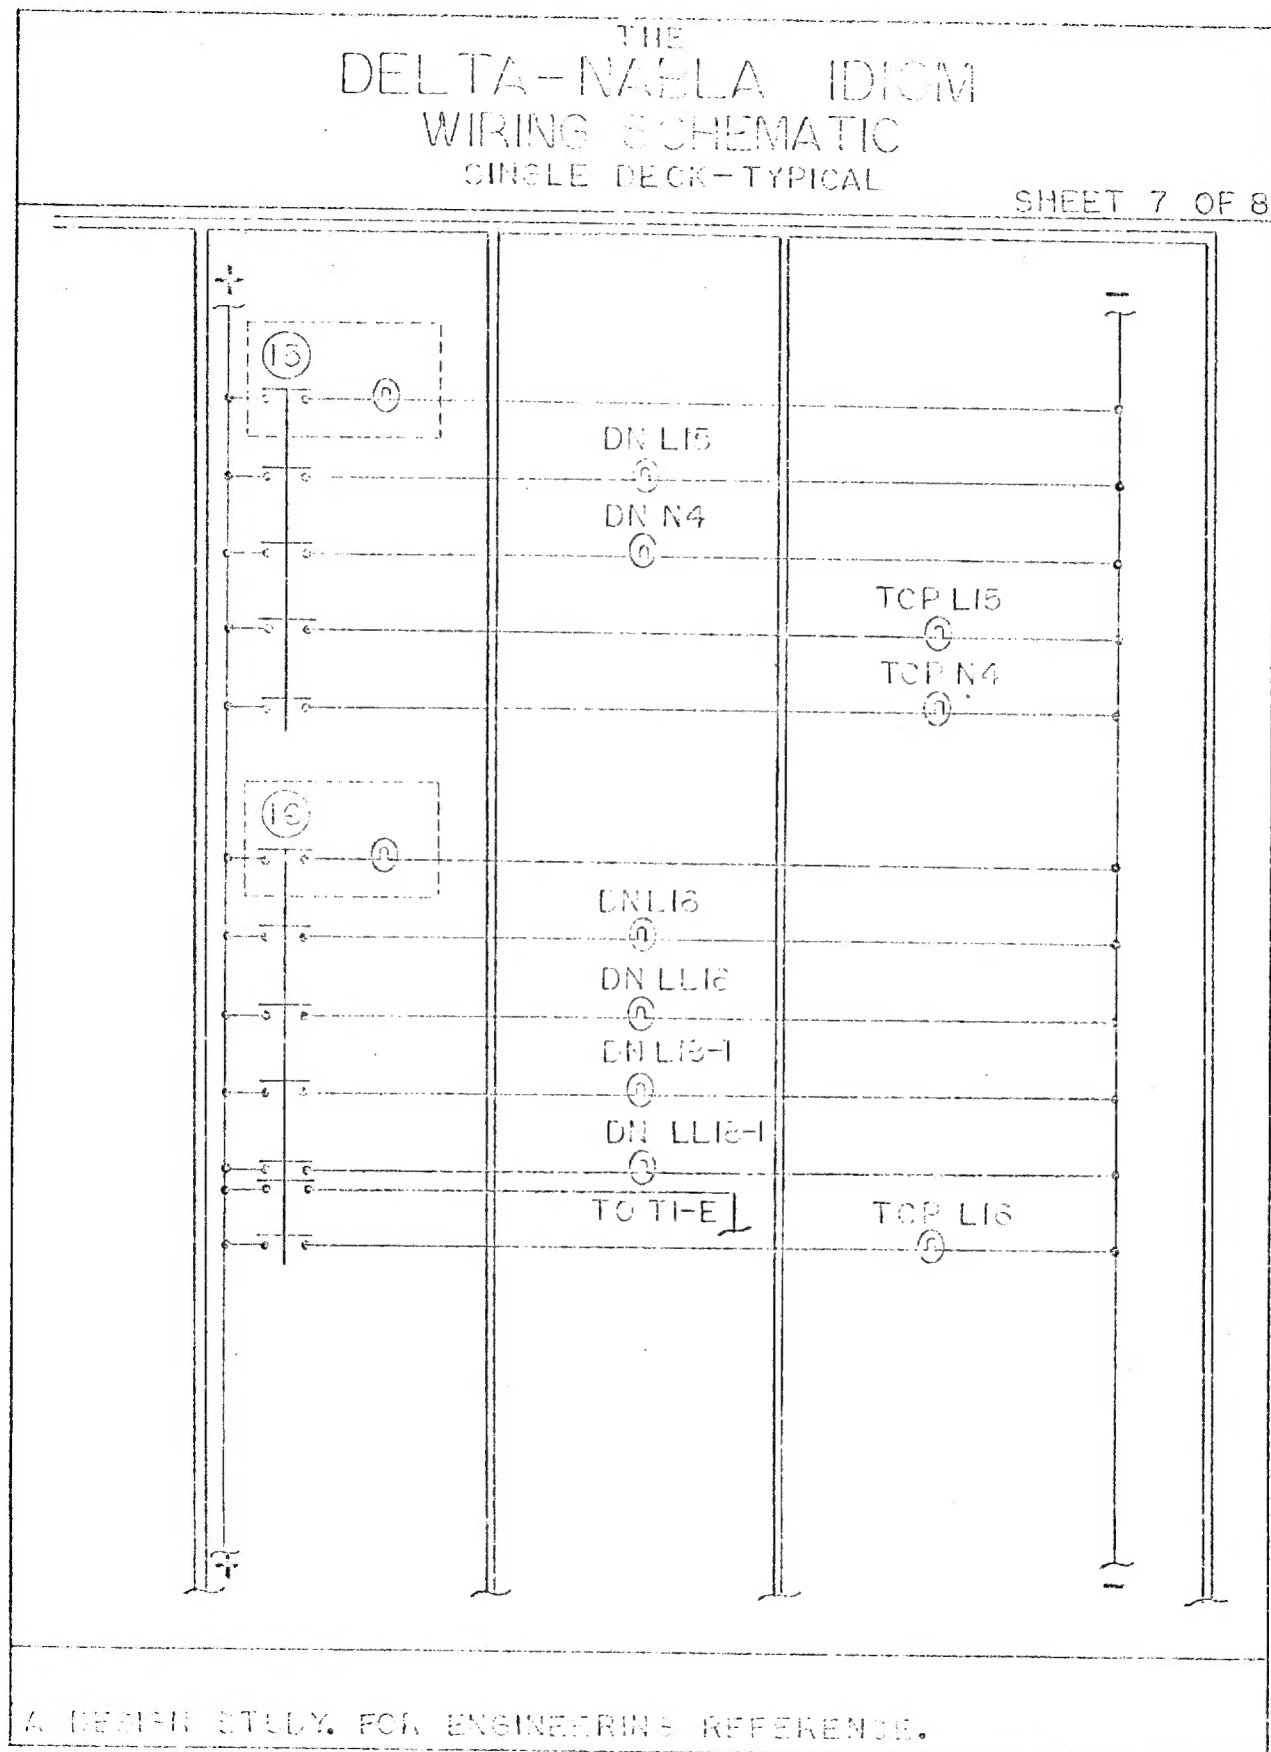 THE
DELTA-NABLA IDIOM
WIRING SCHEMATIC
SINGLE DECK-TYPICAL
SHEET 7 OF 8
+
-
15
DN L15
DN N4
TCP L15
TCP N4
16
DN L16
DN LL16
DN L16-1
DN LL16-1
TO T1-E
TCP L16
+
-
A DESIGN STUDY. FOR ENGINEERING REFERENCE.